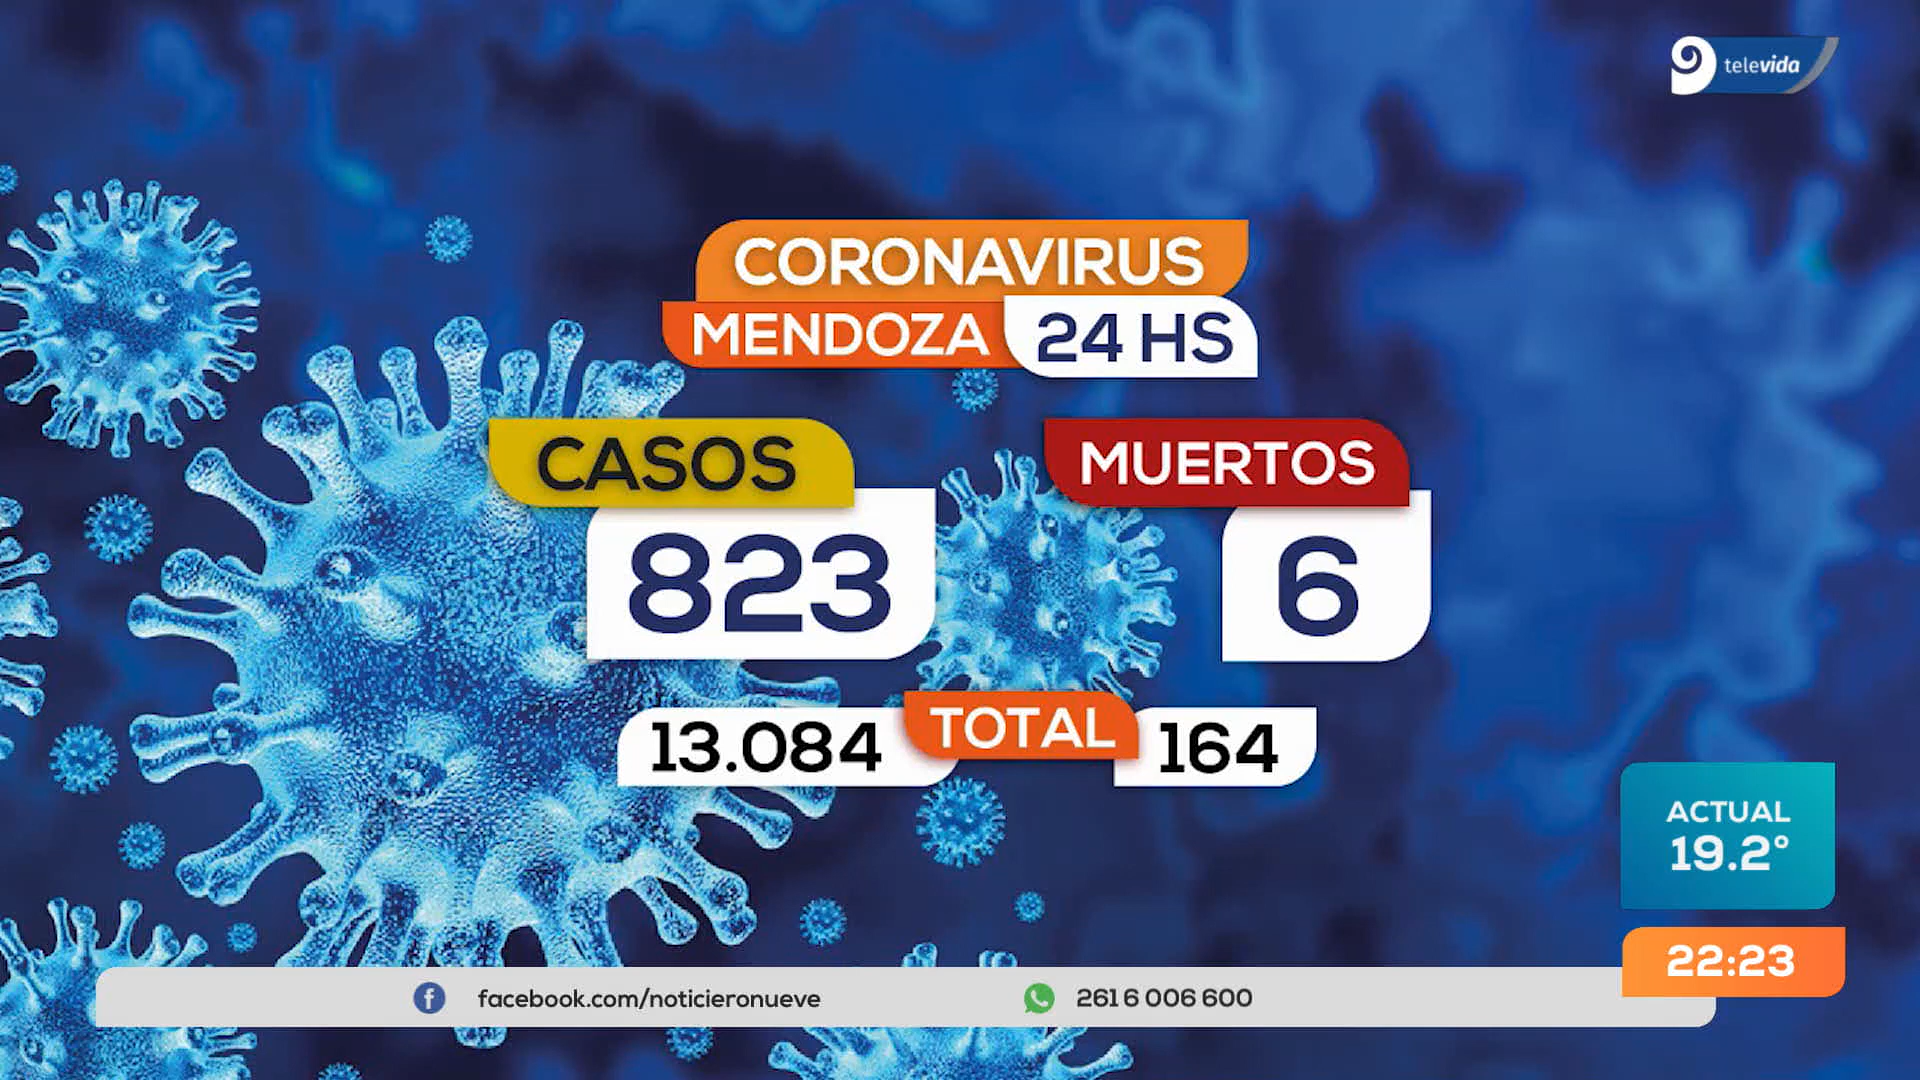 9 televida
CORONAVIRUS
MENDOZA 24 HS
CASOS
823
MUERTOS
6
13.084 TOTAL 164
ACTUAL
19.2°
22:23
facebook.com/noticieronueve
261 6 006 600